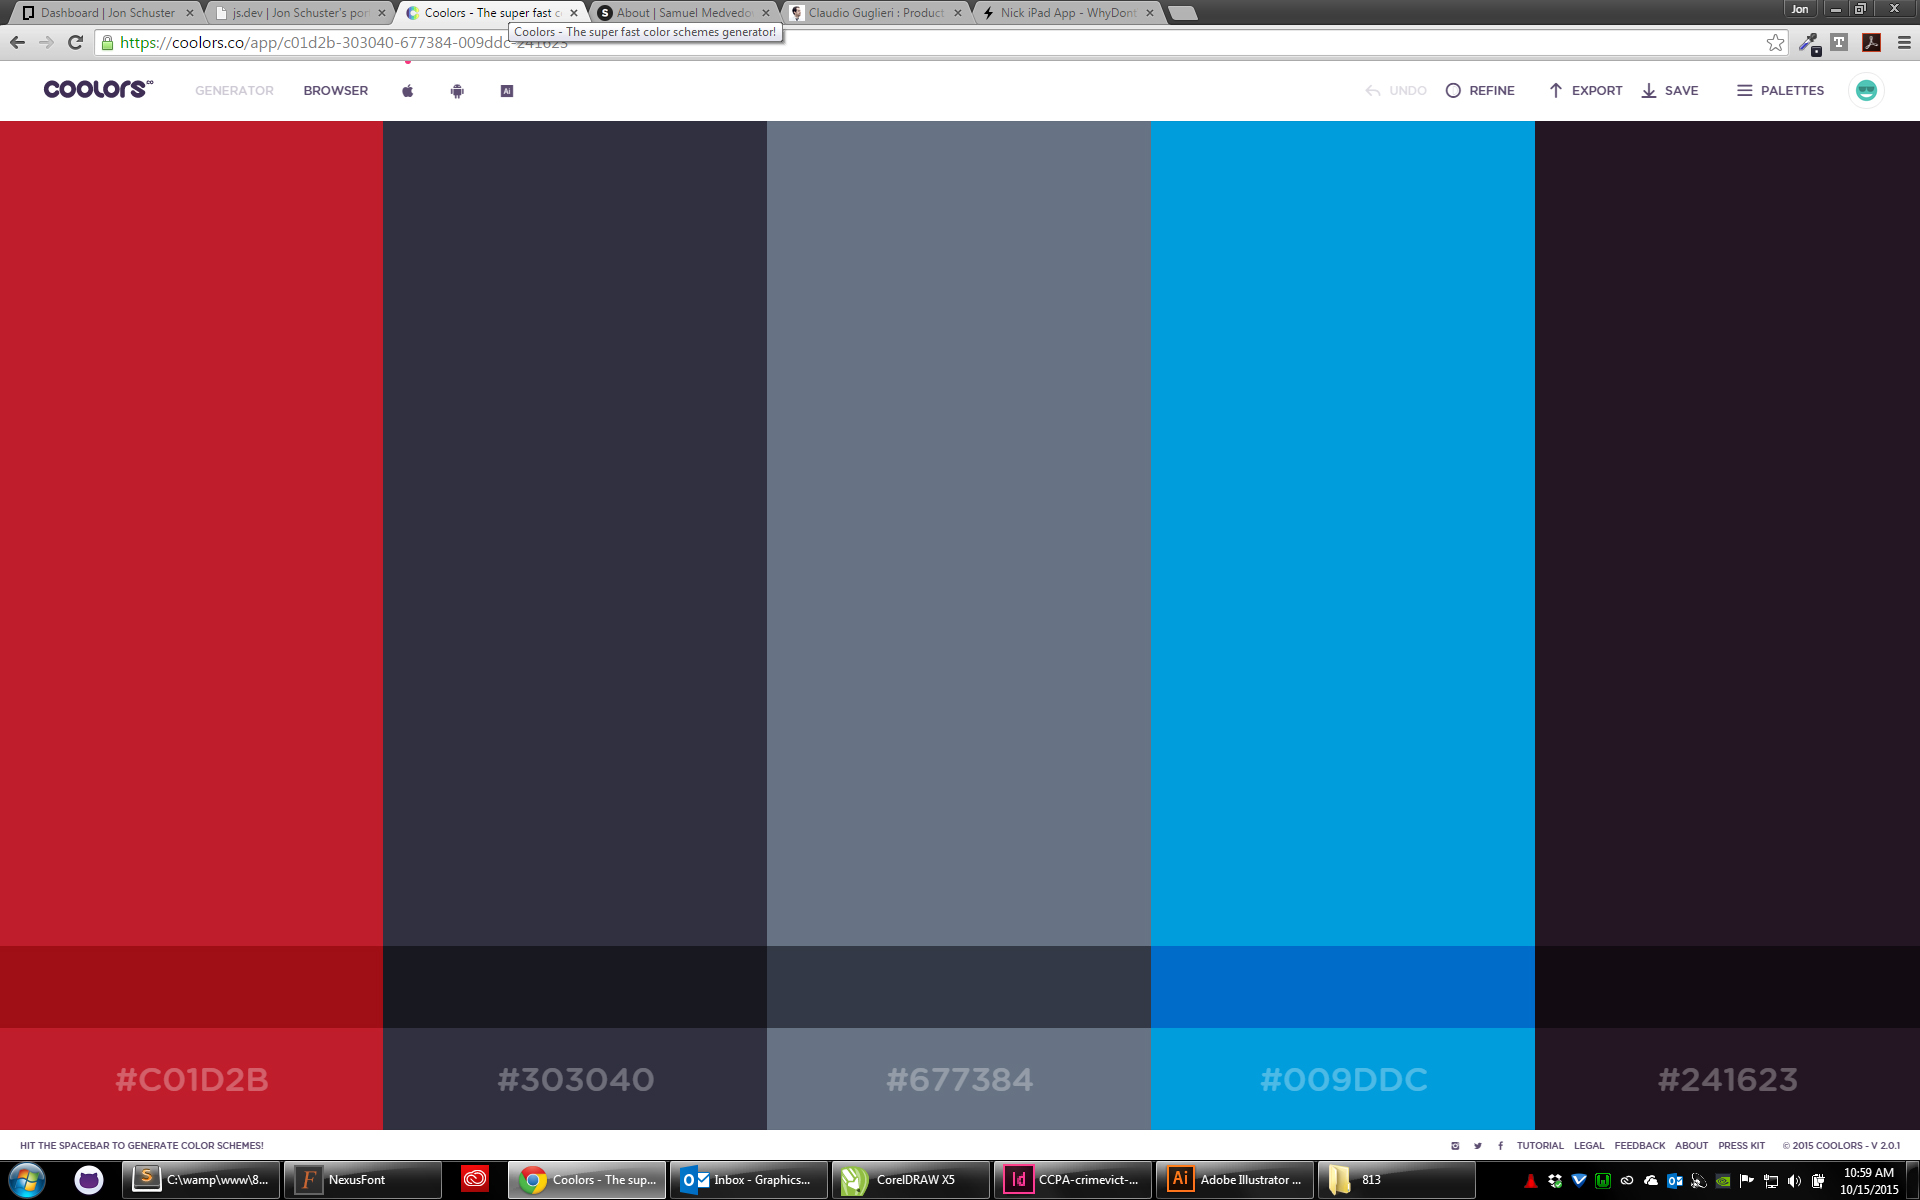 Dashboard | Jon Schuster
js.dev | Jon Schuster's por
Coolors - The super fast c
About | Samuel Medvedo
Claudio Guglieri : Product
Nick iPad App - WhyDont
Jon
Coolors - The super fast color schemes generator!
https://coolors.co/app/c01d2b-303040-677384-009ddc-241623
COOLORS.co
GENERATOR
BROWSER
Ai
UNDO
REFINE
EXPORT
SAVE
PALETTES
#C01D2B
#303040
#677384
#009DDC
#241623
HIT THE SPACEBAR TO GENERATE COLOR SCHEMES!
TUTORIAL LEGAL FEEDBACK ABOUT PRESS KIT © 2015 COOLORS - V 2.0.1
C:\wamp\www\8...
NexusFont
Coolors - The sup...
Inbox - Graphics...
CorelDRAW X5
Id CCPA-crimevict-...
Ai Adobe Illustrator ...
813
10:59 AM
10/15/2015